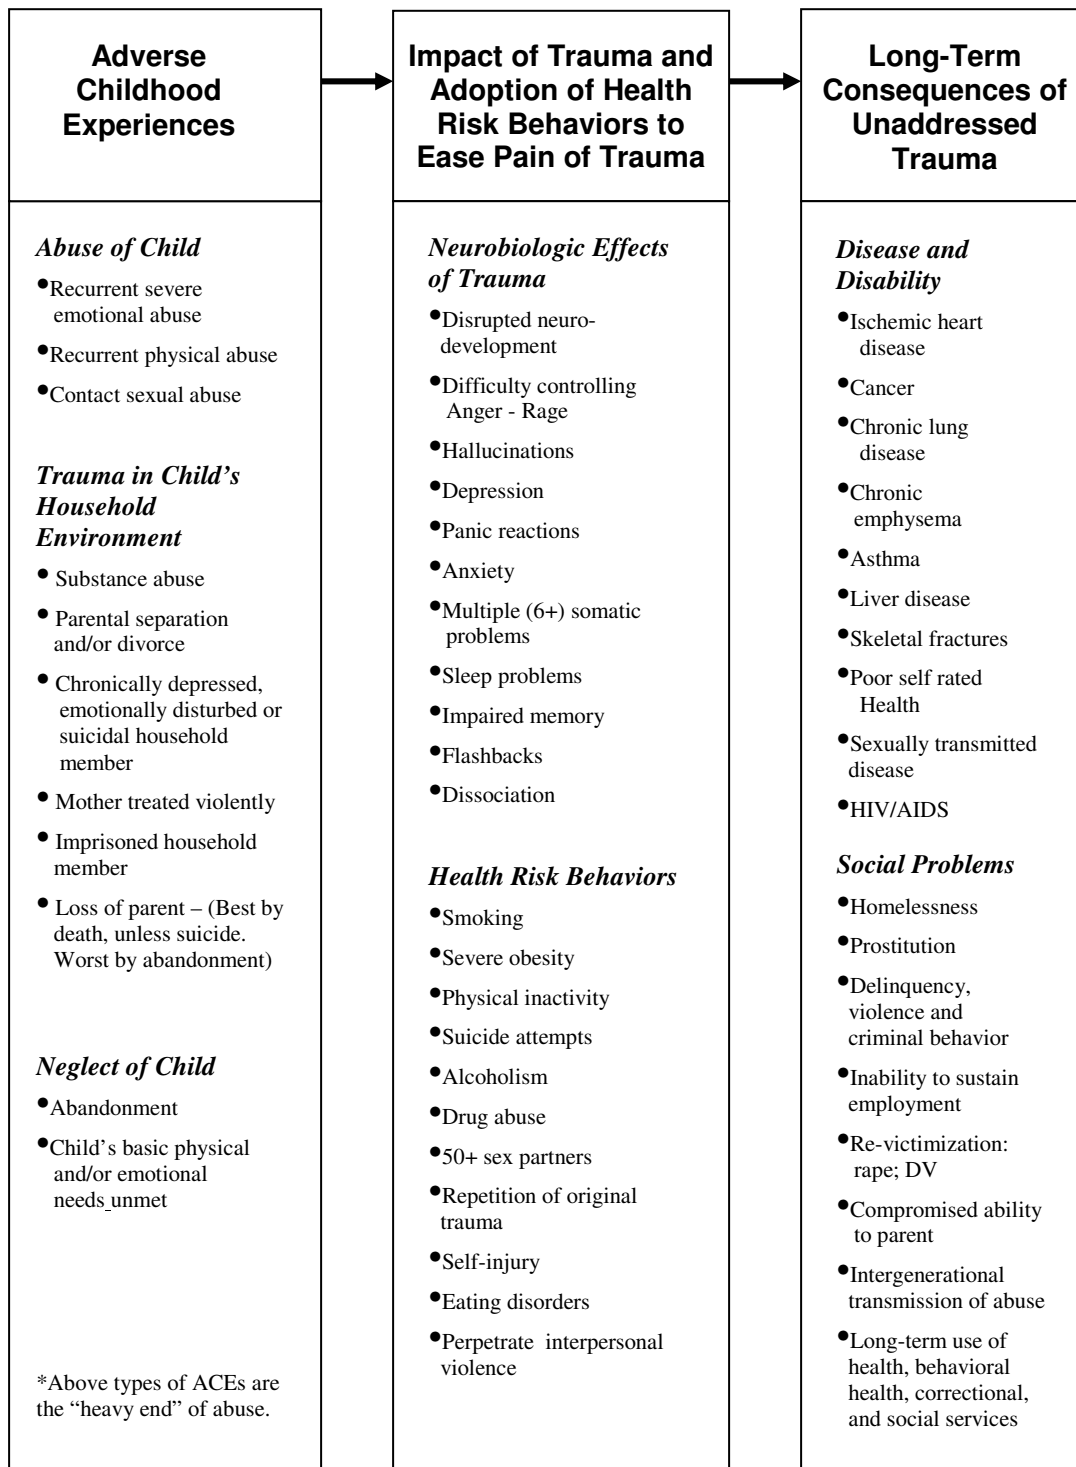 Adverse
Childhood
Experiences
Impact of Trauma and
Adoption of Health
Risk Behaviors to
Ease Pain of Trauma
Long-Term
Consequences of
Unaddressed
Trauma
Abuse of Child
•Recurrent severe
emotional abuse
•Recurrent physical abuse
•Contact sexual abuse
Trauma in Child’s
Household
Environment
• Substance abuse
• Parental separation
and/or divorce
• Chronically depressed,
emotionally disturbed or
suicidal household
member
• Mother treated violently
• Imprisoned household
member
• Loss of parent – (Best by
death, unless suicide.
Worst by abandonment)
Neglect of Child
•Abandonment
•Child’s basic physical
and/or emotional
needs unmet
*Above types of ACEs are
the “heavy end” of abuse.
Neurobiologic Effects
of Trauma
•Disrupted neuro-
development
•Difficulty controlling
Anger - Rage
•Hallucinations
•Depression
•Panic reactions
•Anxiety
•Multiple (6+) somatic
problems
•Sleep problems
•Impaired memory
•Flashbacks
•Dissociation
Health Risk Behaviors
•Smoking
•Severe obesity
•Physical inactivity
•Suicide attempts
•Alcoholism
•Drug abuse
•50+ sex partners
•Repetition of original
trauma
•Self-injury
•Eating disorders
•Perpetrate interpersonal
violence
Disease and
Disability
•Ischemic heart
disease
•Cancer
•Chronic lung
disease
•Chronic
emphysema
•Asthma
•Liver disease
•Skeletal fractures
•Poor self rated
Health
•Sexually transmitted
disease
•HIV/AIDS
Social Problems
•Homelessness
•Prostitution
•Delinquency,
violence and
criminal behavior
•Inability to sustain
employment
•Re-victimization:
rape; DV
•Compromised ability
to parent
•Intergenerational
transmission of abuse
•Long-term use of
health, behavioral
health, correctional,
and social services